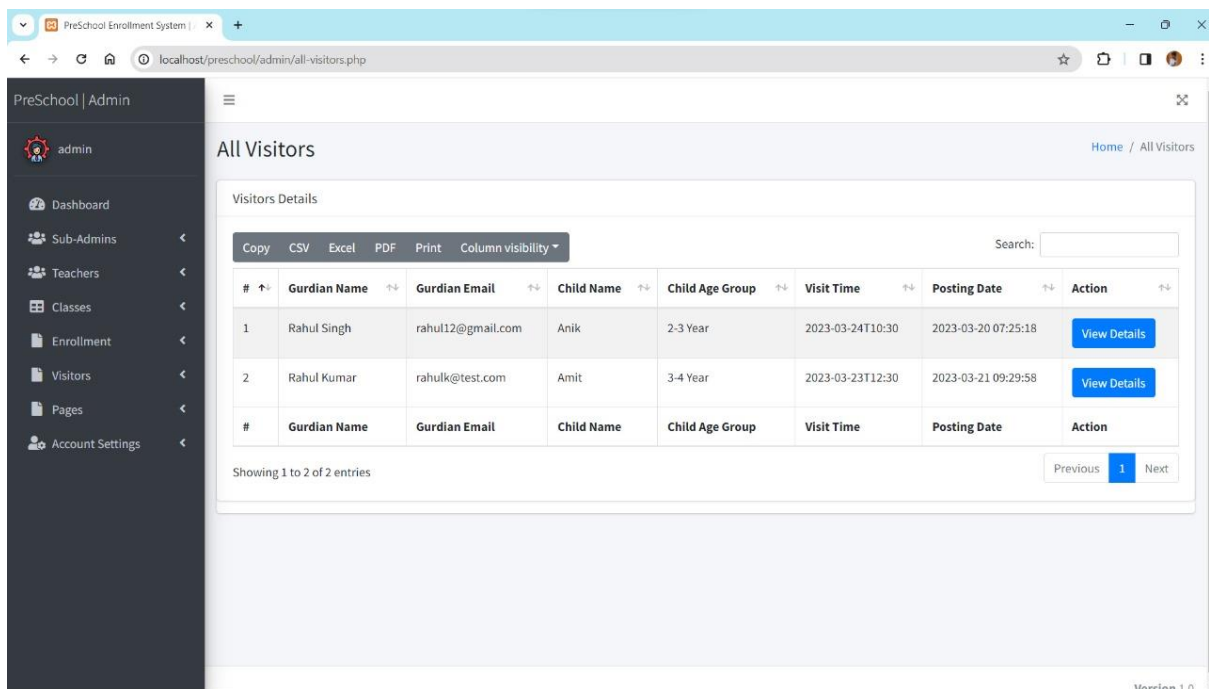 PreSchool Enrollment System |
localhost/preschool/admin/all-visitors.php
PreSchool | Admin
admin
Dashboard
Sub-Admins
Teachers
Classes
Enrollment
Visitors
Pages
Account Settings
All Visitors
Home / All Visitors
Visitors Details
Copy CSV Excel PDF Print Column visibility
Search:
# Gurdian Name Gurdian Email Child Name Child Age Group Visit Time Posting Date Action
1 Rahul Singh rahul12@gmail.com Anik 2-3 Year 2023-03-24T10:30 2023-03-20 07:25:18 View Details
2 Rahul Kumar rahulk@test.com Amit 3-4 Year 2023-03-23T12:30 2023-03-21 09:29:58 View Details
# Gurdian Name Gurdian Email Child Name Child Age Group Visit Time Posting Date Action
Showing 1 to 2 of 2 entries
Previous 1 Next
Version 1.0